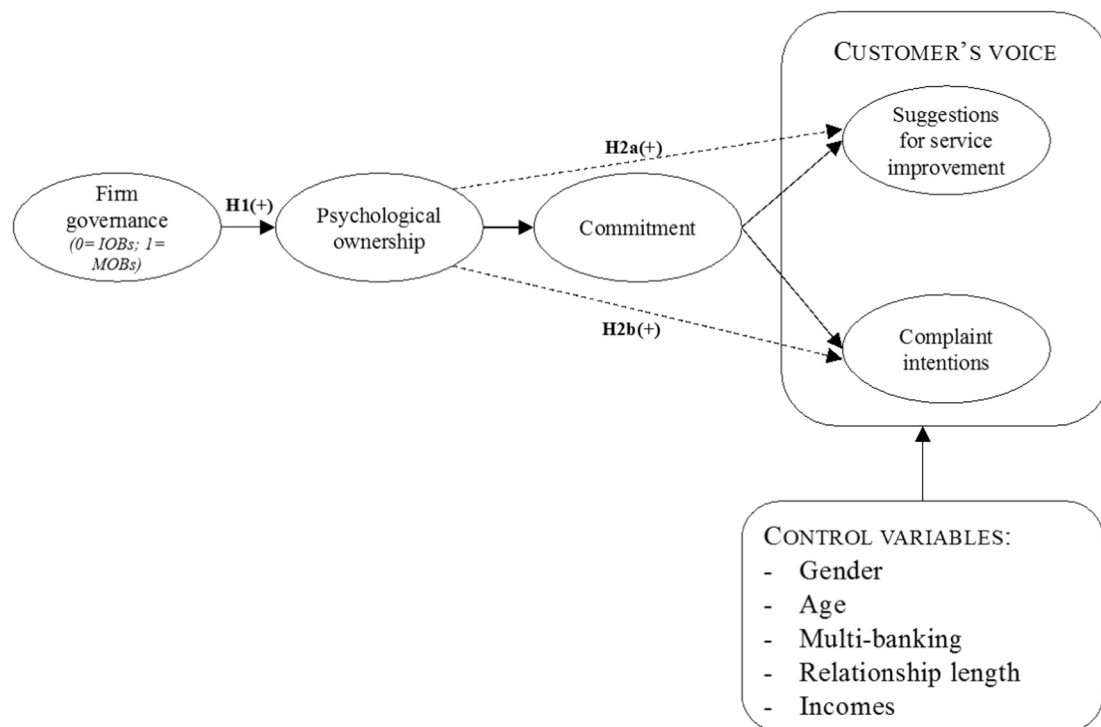 CUSTOMER'S VOICE
Suggestions
for service
improvement
H2a(+)
Firm
governance
(0= IOBs; 1=
MOBs)
H1(+)
Psychological
ownership
Commitment
H2b(+)
Complaint
intentions
CONTROL VARIABLES:
- Gender
- Age
- Multi-banking
- Relationship length
- Incomes